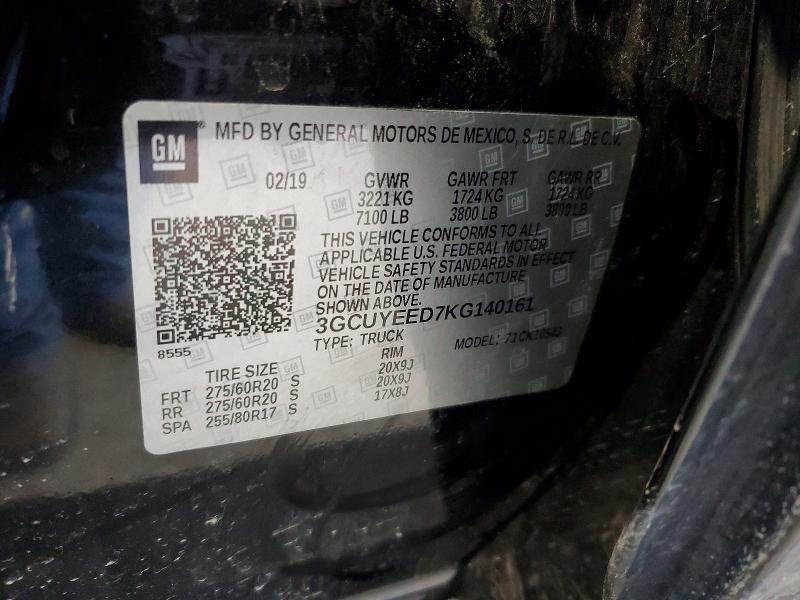 GM ® MFD BY GENERAL MOTORS DE MEXICO, S. DE R.L. DE C.V.
02/19 GVWR GAWR FRT GAWR RR
3221 KG 1724 KG 1724 KG
7100 LB 3800 LB 3800 LB
THIS VEHICLE CONFORMS TO ALL
APPLICABLE U.S. FEDERAL MOTOR
VEHICLE SAFETY STANDARDS IN EFFECT
ON THE DATE OF MANUFACTURE
SHOWN ABOVE.
3GCUYEED7KG140161
8555 TYPE: TRUCK MODEL: 71CK10543
TIRE SIZE RIM
FRT 275/60R20 S 20X9J
RR 275/60R20 S 20X9J
SPA 255/80R17 S 17X8J